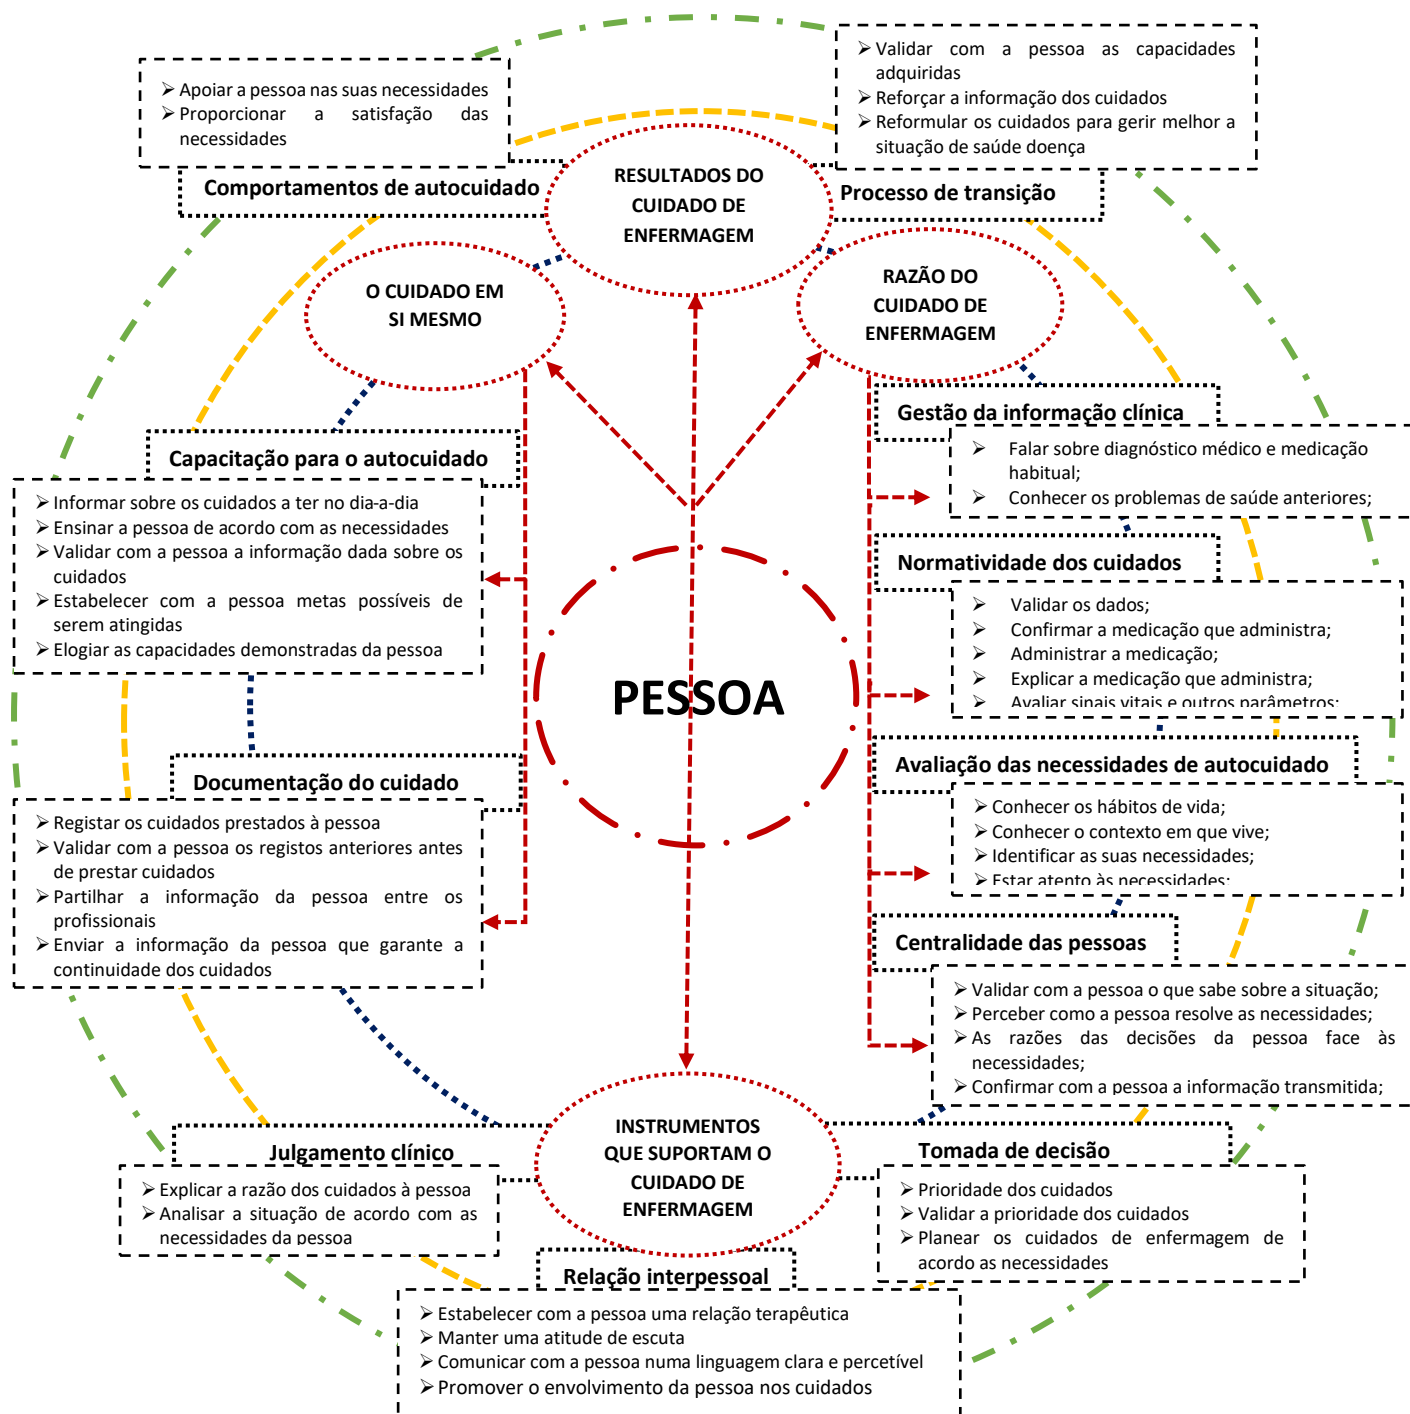 Apoiar a pessoa nas suas necessidades
Proporcionar a satisfação das
necessidades
Validar com a pessoa as capacidades
adquiridas
Reforçar a informação dos cuidados
Reformular os cuidados para gerir melhor a
situação de saúde doença
Comportamentos de autocuidado
RESULTADOS DO
CUIDADO DE
ENFERMAGEM
Processo de transição
O CUIDADO EM
SI MESMO
RAZÃO DO
CUIDADO DE
ENFERMAGEM
Capacitação para o autocuidado
Informar sobre os cuidados a ter no dia-a-dia
Ensinar a pessoa de acordo com as necessidades
Validar com a pessoa a informação dada sobre os
cuidados
Estabelecer com a pessoa metas possíveis de
serem atingidas
Elogiar as capacidades demonstradas da pessoa
Documentação do cuidado
Registar os cuidados prestados à pessoa
Validar com a pessoa os registos anteriores antes
de prestar cuidados
Partilhar a informação da pessoa entre os
profissionais
Enviar a informação da pessoa que garante a
continuidade dos cuidados
PESSOA
Gestão da informação clínica
Falar sobre diagnóstico médico e medicação
habitual;
Conhecer os problemas de saúde anteriores;
Normatividade dos cuidados
Validar os dados;
Confirmar a medicação que administra;
Administrar a medicação;
Explicar a medicação que administra;
Avaliar sinais vitais e outros parâmetros;
Avaliação das necessidades de autocuidado
Conhecer os hábitos de vida;
Conhecer o contexto em que vive;
Identificar as suas necessidades;
Estar atento às necessidades;
Centralidade das pessoas
Validar com a pessoa o que sabe sobre a situação;
Perceber como a pessoa resolve as necessidades;
As razões das decisões da pessoa face às
necessidades;
Confirmar com a pessoa a informação transmitida;
Julgamento clínico
Explicar a razão dos cuidados à pessoa
Analisar a situação de acordo com as
necessidades da pessoa
INSTRUMENTOS
QUE SUPORTAM O
CUIDADO DE
ENFERMAGEM
Tomada de decisão
Prioridade dos cuidados
Validar a prioridade dos cuidados
Planear os cuidados de enfermagem de
acordo as necessidades
Relação interpessoal
Estabelecer com a pessoa uma relação terapêutica
Manter uma atitude de escuta
Comunicar com a pessoa numa linguagem clara e percetível
Promover o envolvimento da pessoa nos cuidados